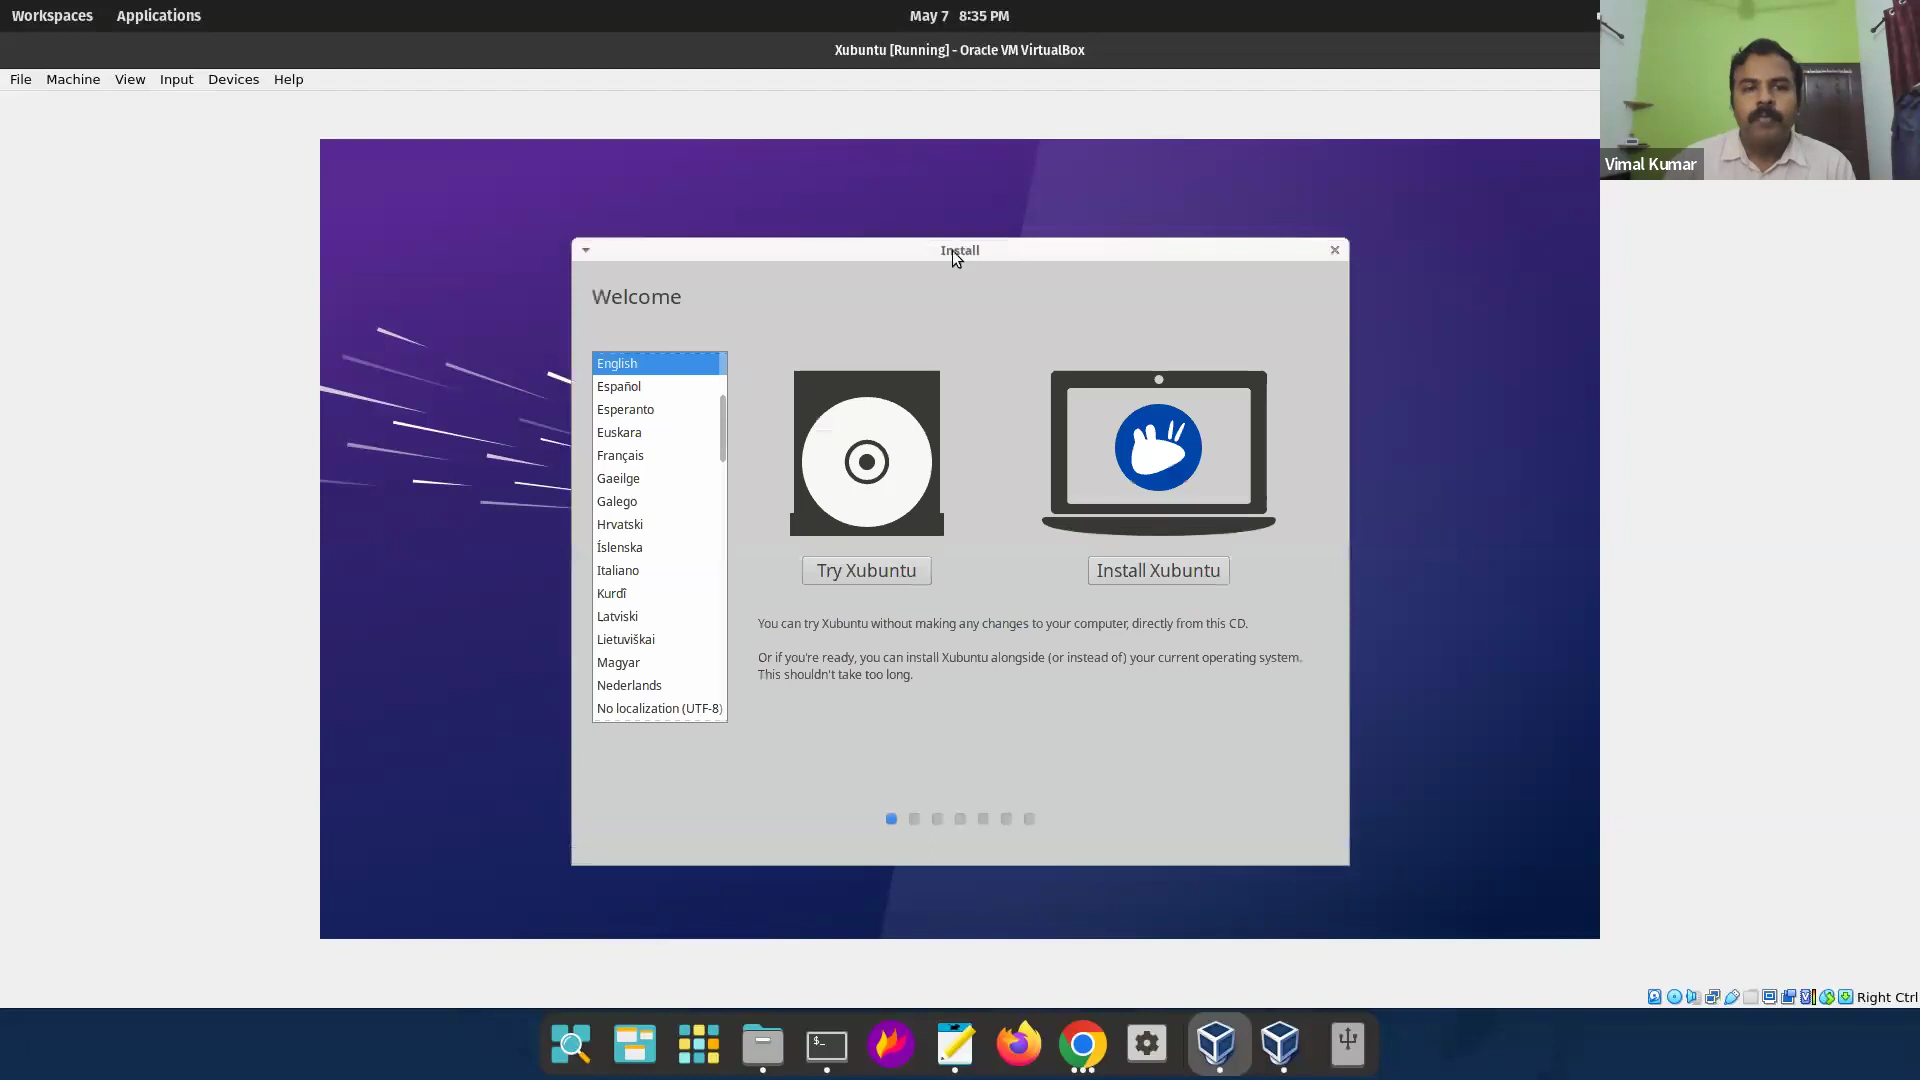 Workspaces Applications May 7 8:35 PM
Xubuntu [Running] - Oracle VM VirtualBox
File Machine View Input Devices Help
Vimal Kumar
Install
Welcome
English
Español
Esperanto
Euskara
Français
Gaeilge
Galego
Hrvatski
Íslenska
Italiano
Kurdî
Latviski
Lietuviškai
Magyar
Nederlands
No localization (UTF-8)
Try Xubuntu
Install Xubuntu
You can try Xubuntu without making any changes to your computer, directly from this CD.
Or if you're ready, you can install Xubuntu alongside (or instead of) your current operating system.
This shouldn't take too long.
Right Ctrl
$_